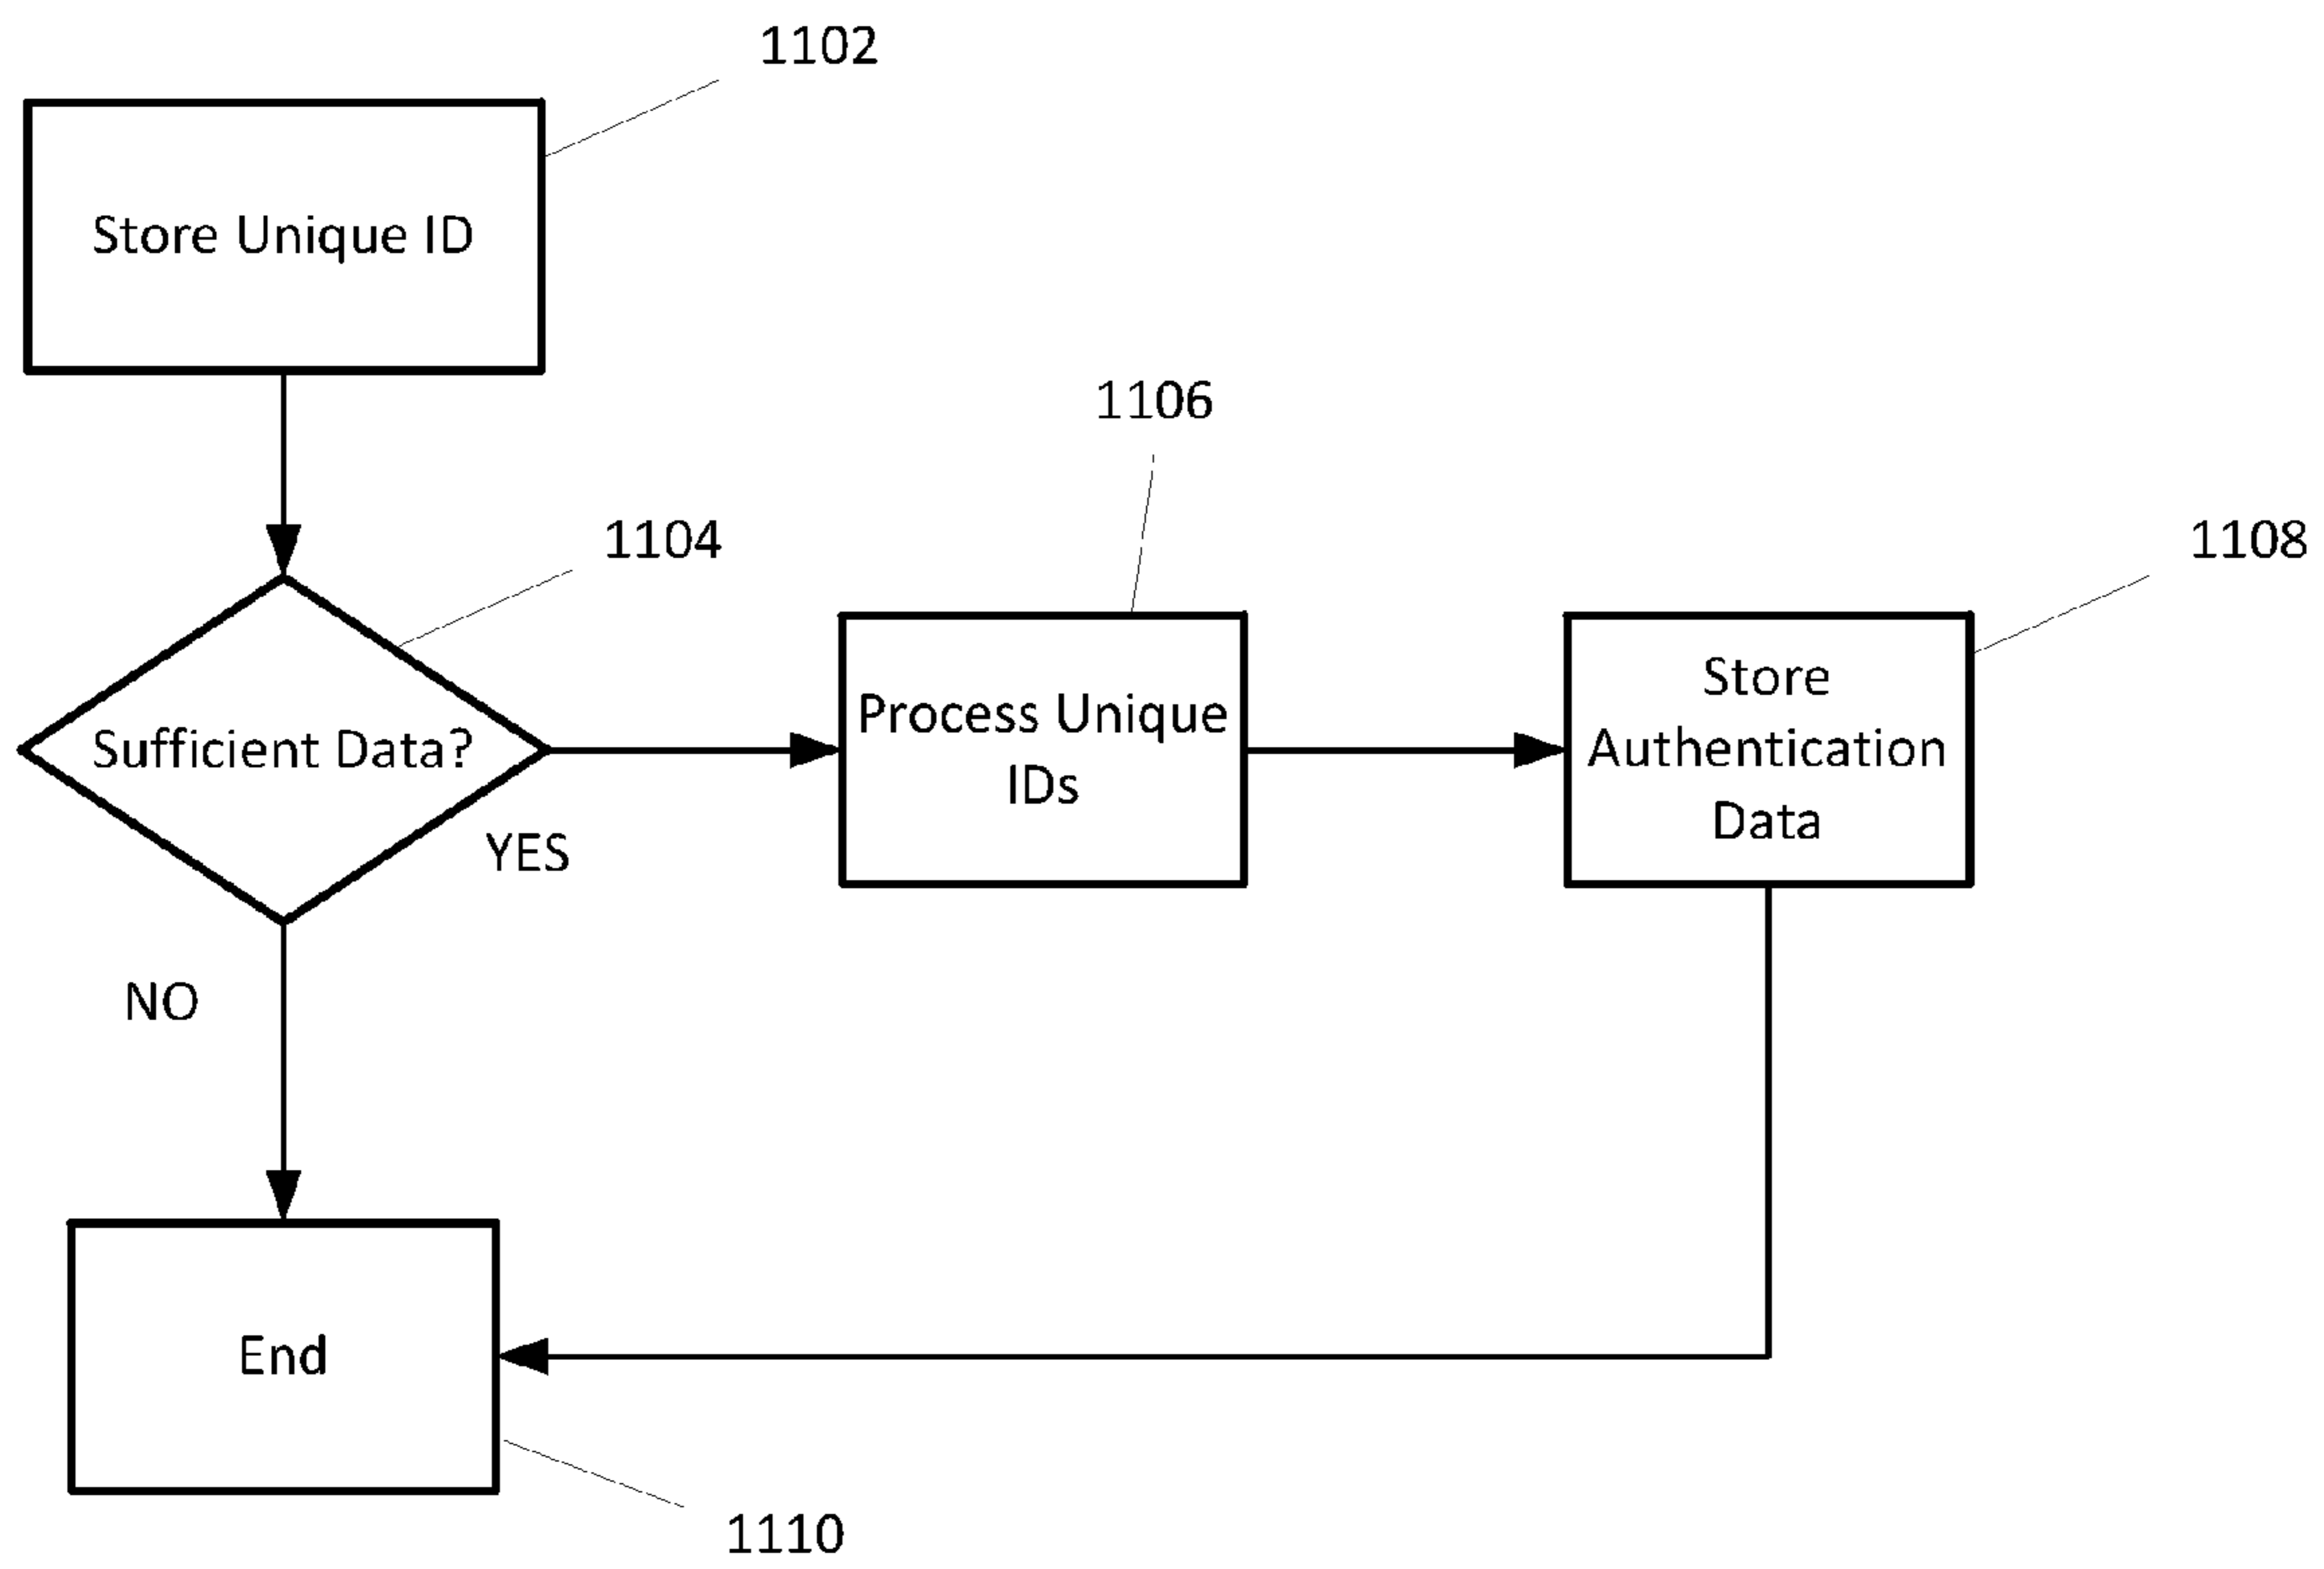 1102
Store Unique ID
1106
1104
1108
Sufficient Data?
YES
Process Unique
IDs
Store
Authentication
Data
NO
End
1110